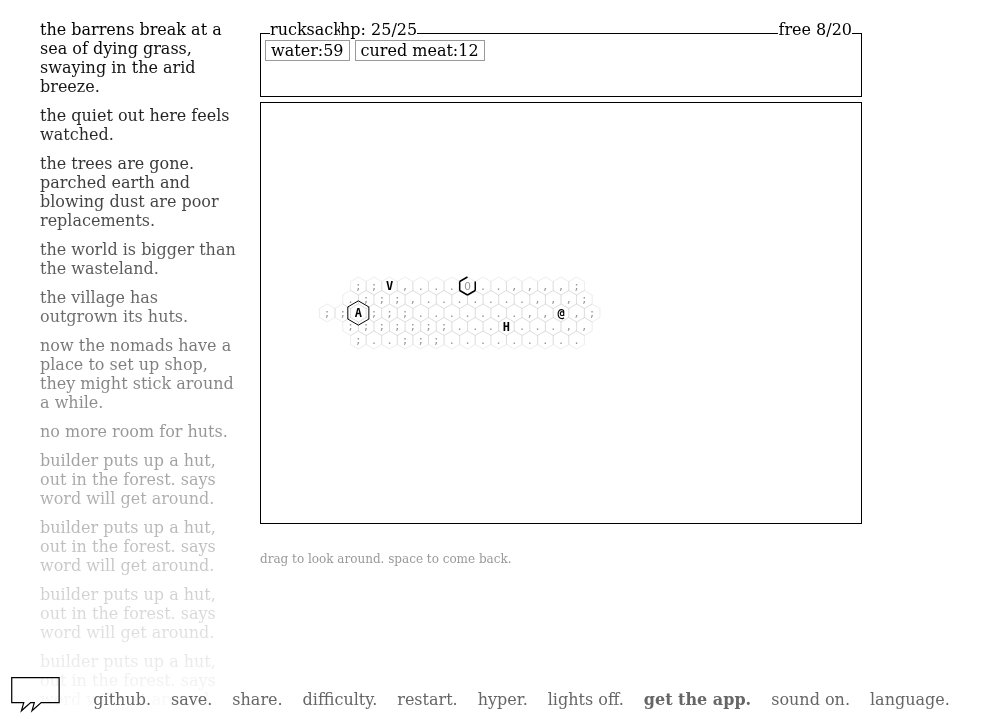 the barrens break at a
sea of dying grass,
swaying in the arid
breeze.
the quiet out here feels
watched.
the trees are gone.
parched earth and
blowing dust are poor
replacements.
the world is bigger than
the wasteland.
the village has
outgrown its huts.
now the nomads have a
place to set up shop,
they might stick around
a while.
no more room for huts.
builder puts up a hut,
out in the forest. says
word will get around.
builder puts up a hut,
out in the forest. says
word will get around.
builder puts up a hut,
out in the forest. says
word will get around.
builder puts up a hut,
out in the forest. says
rucksack hp: 25/25 free 8/20
water:59 cured meat:12
V O
A @
H
drag to look around. space to come back.
github. save. share. difficulty. restart. hyper. lights off. get the app. sound on. language.